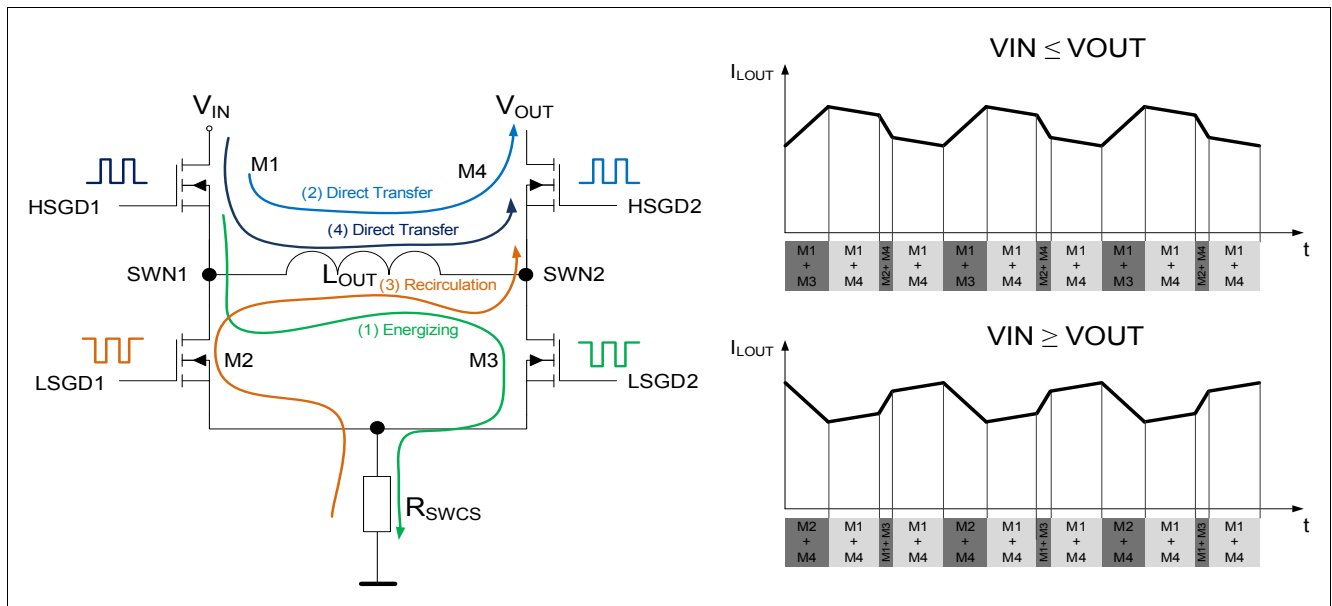 VIN
VOUT
M1
M4
(2) Direct Transfer
HSGD1
HSGD2
(4) Direct Transfer
SWN1
LOUT
SWN2
(3) Recirculation
(1) Energizing
M2
M3
LSGD1
LSGD2
RSWCS
VIN ≤ VOUT
ILOUT
t
M1 + M3
M1 + M4
M2+ M4
M1 + M4
M1 + M3
M1 + M4
M2+ M4
M1 + M4
M1 + M3
M1 + M4
M2+ M4
M1 + M4
VIN ≥ VOUT
ILOUT
t
M2 + M4
M1 + M4
M1+ M3
M1 + M4
M2 + M4
M1 + M4
M1+ M3
M1 + M4
M2 + M4
M1 + M4
M1+ M3
M1 + M4